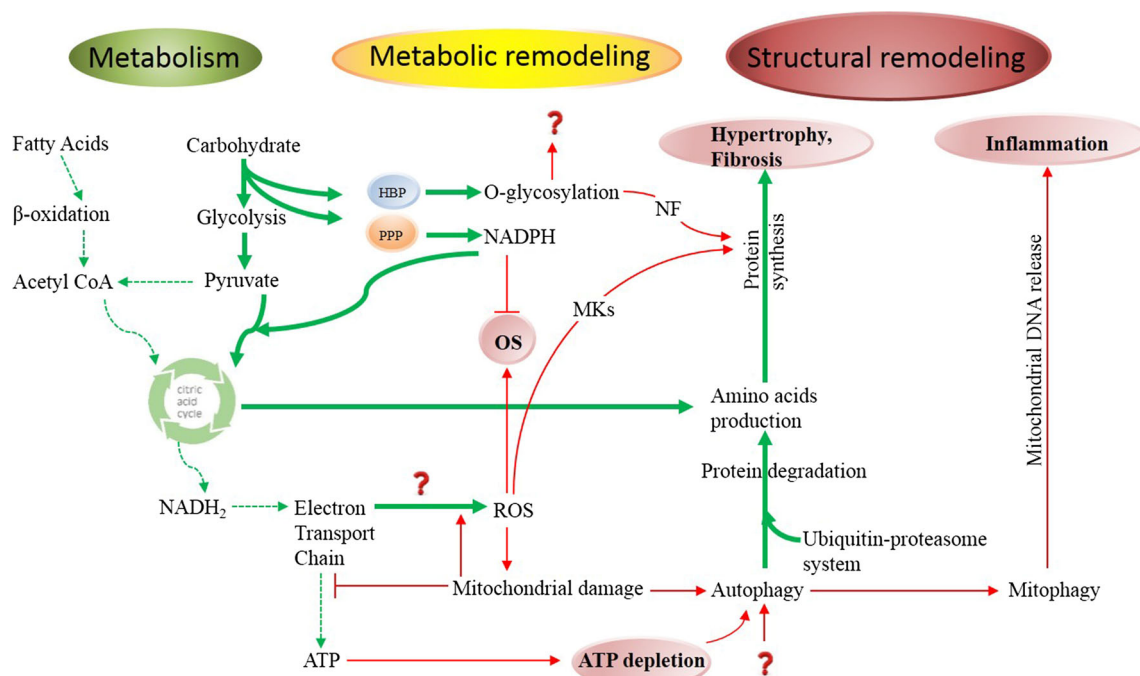 Metabolism
Metabolic remodeling
Structural remodeling
Fatty Acids
β-oxidation
Acetyl CoA
Carbohydrate
Glycolysis
Pyruvate
HBP
PPP
?
O-glycosylation
NADPH
NF
MKs
OS
citric
acid
cycle
NADH2
Electron
Transport
Chain
?
ROS
Mitochondrial damage
ATP
ATP depletion
Hypertrophy,
Fibrosis
Protein
synthesis
Amino acids
production
Protein degradation
Ubiquitin-proteasome
system
Autophagy
?
Inflammation
Mitochondrial DNA release
Mitophagy